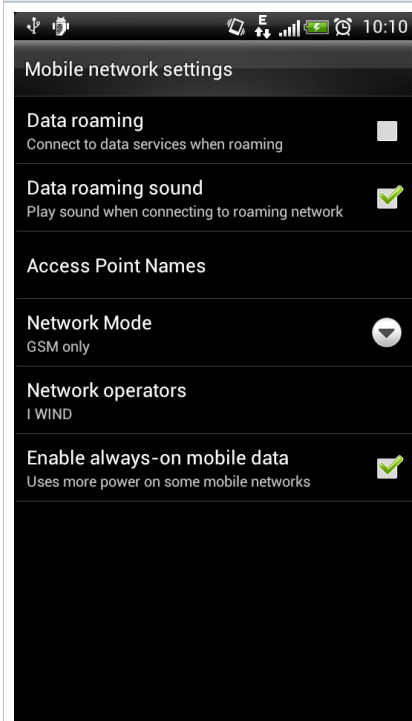 E
10:10
Mobile network settings
Data roaming
Connect to data services when roaming
Data roaming sound
Play sound when connecting to roaming network
Access Point Names
Network Mode
GSM only
Network operators
I WIND
Enable always-on mobile data
Uses more power on some mobile networks